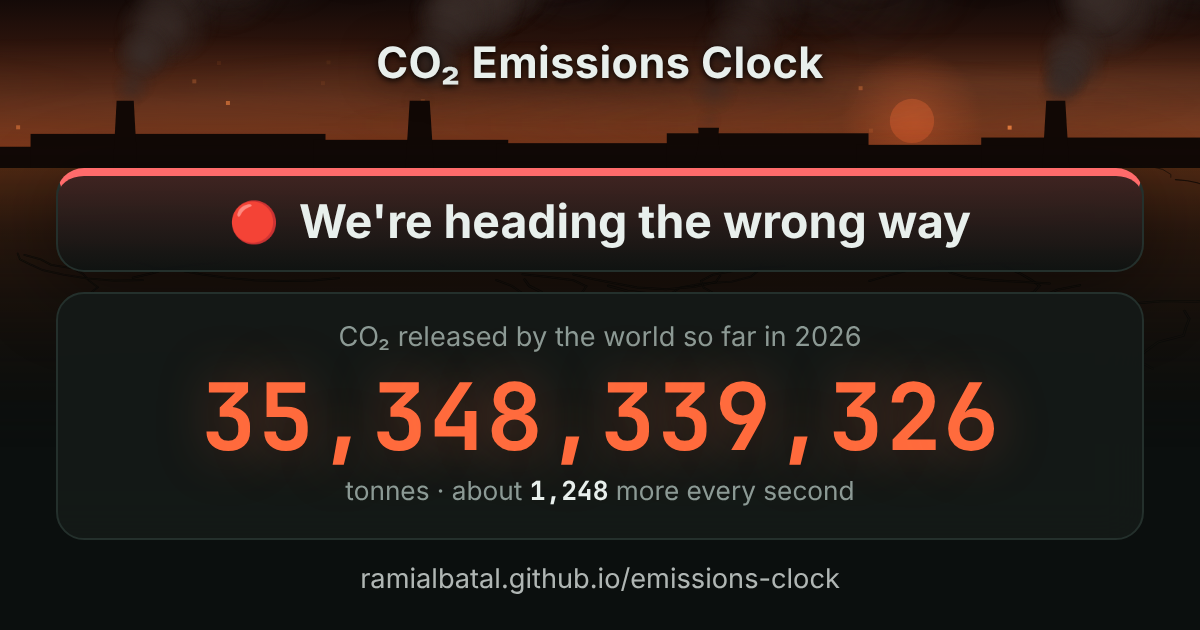 CO₂ Emissions Clock
🔴 We're heading the wrong way
CO₂ released by the world so far in 2026
35,348,339,326
tonnes · about 1,248 more every second
ramialbatal.github.io/emissions-clock